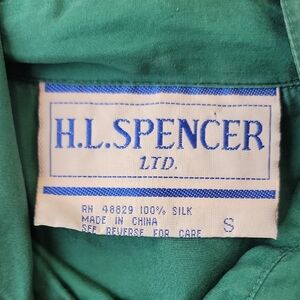 H.L.SPENCER
LTD.
RN 48829 100% SILK
MADE IN CHINA
SEE REVERSE FOR CARE
S